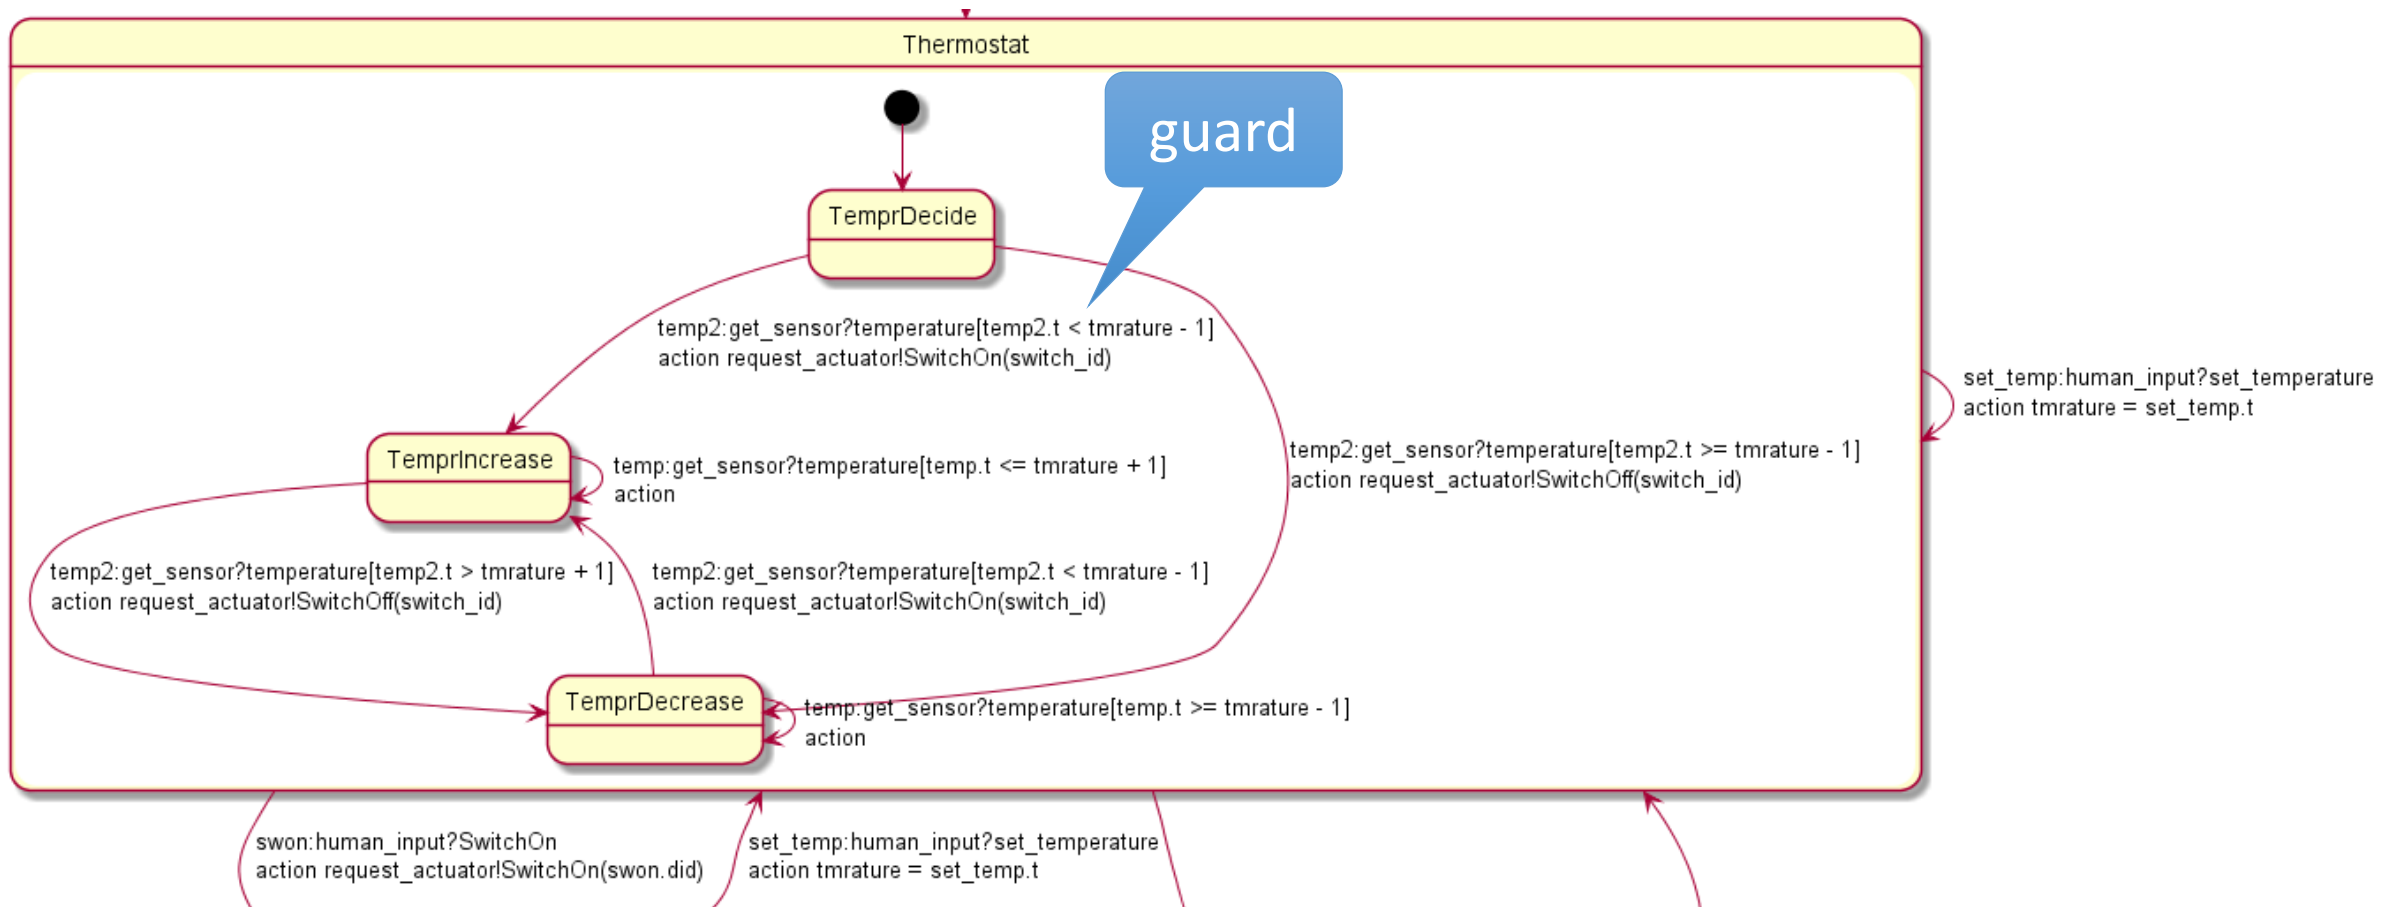 Thermostat
guard
TemprDecide
temp2:get_sensor?temperature[temp2.t < tmrature - 1]
action request_actuator!SwitchOn(switch_id)
set_temp:human_input?set_temperature
action tmrature = set_temp.t
temp2:get_sensor?temperature[temp2.t >= tmrature - 1]
action request_actuator!SwitchOff(switch_id)
TemprIncrease
temp:get_sensor?temperature[temp.t <= tmrature + 1]
action
temp2:get_sensor?temperature[temp2.t > tmrature + 1]
action request_actuator!SwitchOff(switch_id)
temp2:get_sensor?temperature[temp2.t < tmrature - 1]
action request_actuator!SwitchOn(switch_id)
TemprDecrease
temp:get_sensor?temperature[temp.t >= tmrature - 1]
action
swon:human_input?SwitchOn
action request_actuator!SwitchOn(swon.did)
set_temp:human_input?set_temperature
action tmrature = set_temp.t